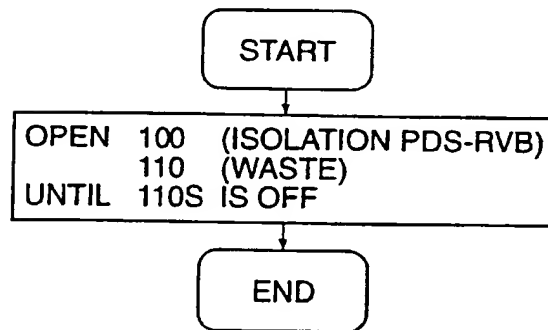 START
OPEN 100 (ISOLATION PDS-RVB)
110 (WASTE)
UNTIL 110S IS OFF
END